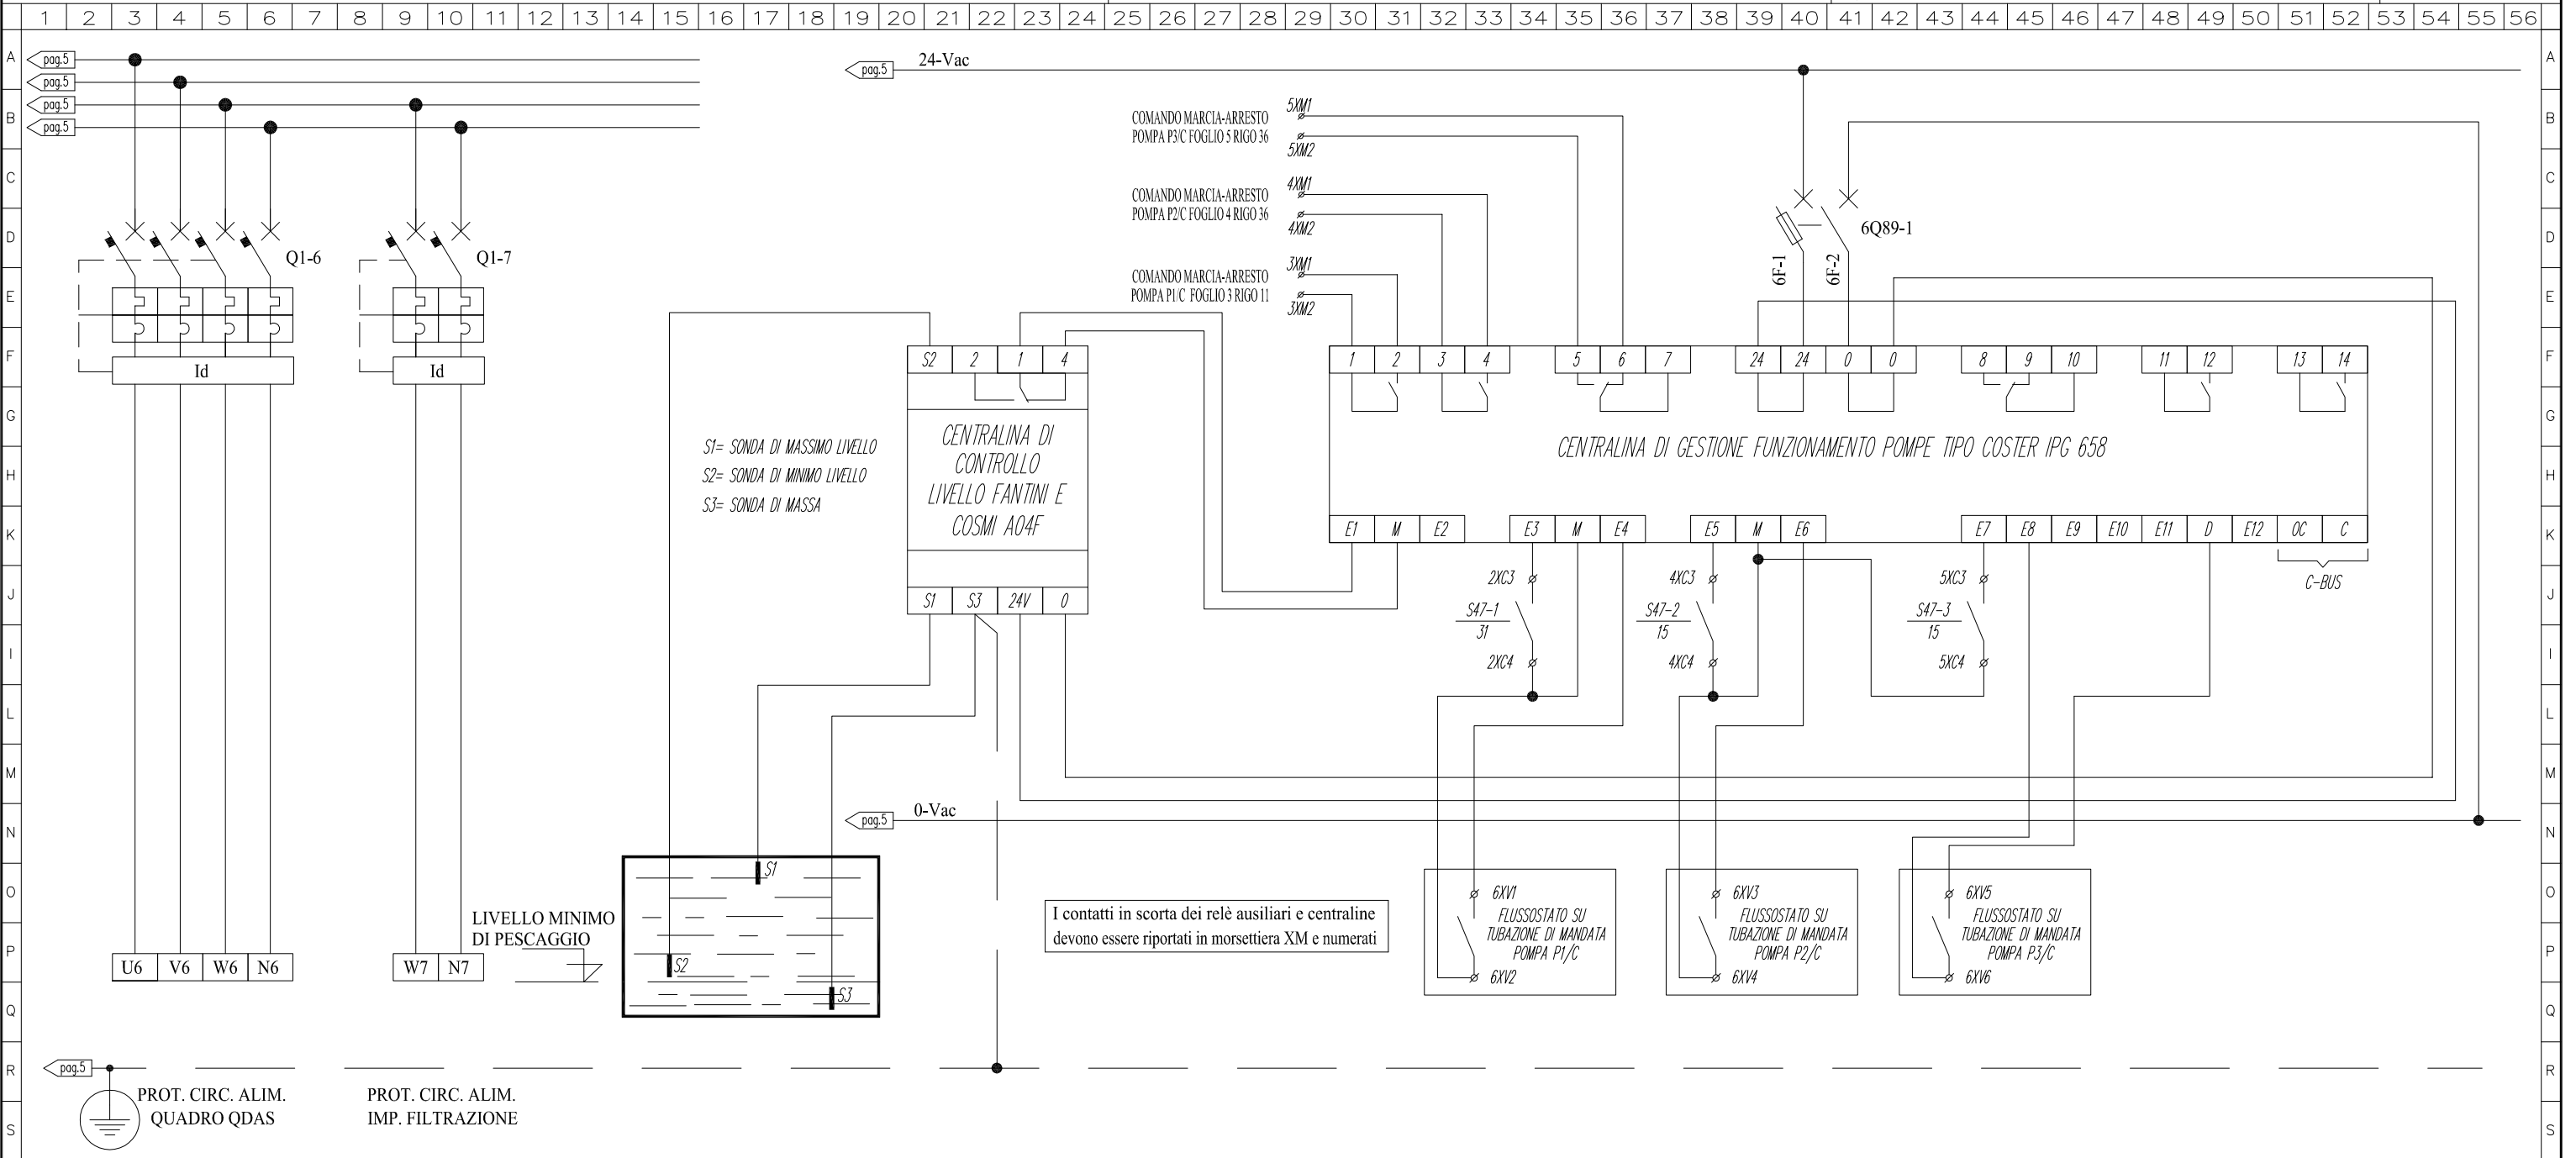 1 2 3 4 5 6 7 8 9 10 11 12 13 14 15 16 17 18 19 20 21 22 23 24 25 26 27 28 29 30 31 32 33 34 35 36 37 38 39 40 41 42 43 44 45 46 47 48 49 50 51 52 53 54 55 56
A
B
C
D
E
F
G
H
K
J
I
L
M
N
O
P
Q
R
S
A
B
C
D
E
F
G
H
K
J
I
L
M
N
O
P
Q
R
S
pag.5
pag.5
pag.5
pag.5
Q1-6
Q1-7
Id
Id
U6 V6 W6 N6
W7 N7
pag.5
PROT. CIRC. ALIM.
QUADRO QDAS
PROT. CIRC. ALIM.
IMP. FILTRAZIONE
LIVELLO MINIMO
DI PESCAGGIO
S1
S2
S3
S1= SONDA DI MASSIMO LIVELLO
S2= SONDA DI MINIMO LIVELLO
S3= SONDA DI MASSA
pag.5
24-Vac
S2 2 1 4
CENTRALINA DI
CONTROLLO
LIVELLO FANTINI E
COSMI A04F
S1 S3 24V 0
pag.5
0-Vac
COMANDO MARCIA-ARRESTO
POMPA P3/C FOGLIO 5 RIGO 36
5XM1
5XM2
COMANDO MARCIA-ARRESTO
POMPA P2/C FOGLIO 4 RIGO 36
4XM1
4XM2
COMANDO MARCIA-ARRESTO
POMPA P1/C FOGLIO 3 RIGO 11
3XM1
3XM2
6F-1
6F-2
6Q89-1
1 2 3 4 5 6 7 24 24 0 0 8 9 10 11 12 13 14
CENTRALINA DI GESTIONE FUNZIONAMENTO POMPE TIPO COSTER IPG 658
E1 M E2 E3 M E4 E5 M E6 E7 E8 E9 E10 E11 D E12 OC C
C-BUS
2XC3
S47-1
31
2XC4
4XC3
S47-2
15
4XC4
5XC3
S47-3
15
5XC4
I contatti in scorta dei relè ausiliari e centraline
devono essere riportati in morsettiera XM e numerati
6XV1
FLUSSOSTATO SU
TUBAZIONE DI MANDATA
POMPA P1/C
6XV2
6XV3
FLUSSOSTATO SU
TUBAZIONE DI MANDATA
POMPA P2/C
6XV4
6XV5
FLUSSOSTATO SU
TUBAZIONE DI MANDATA
POMPA P3/C
6XV6